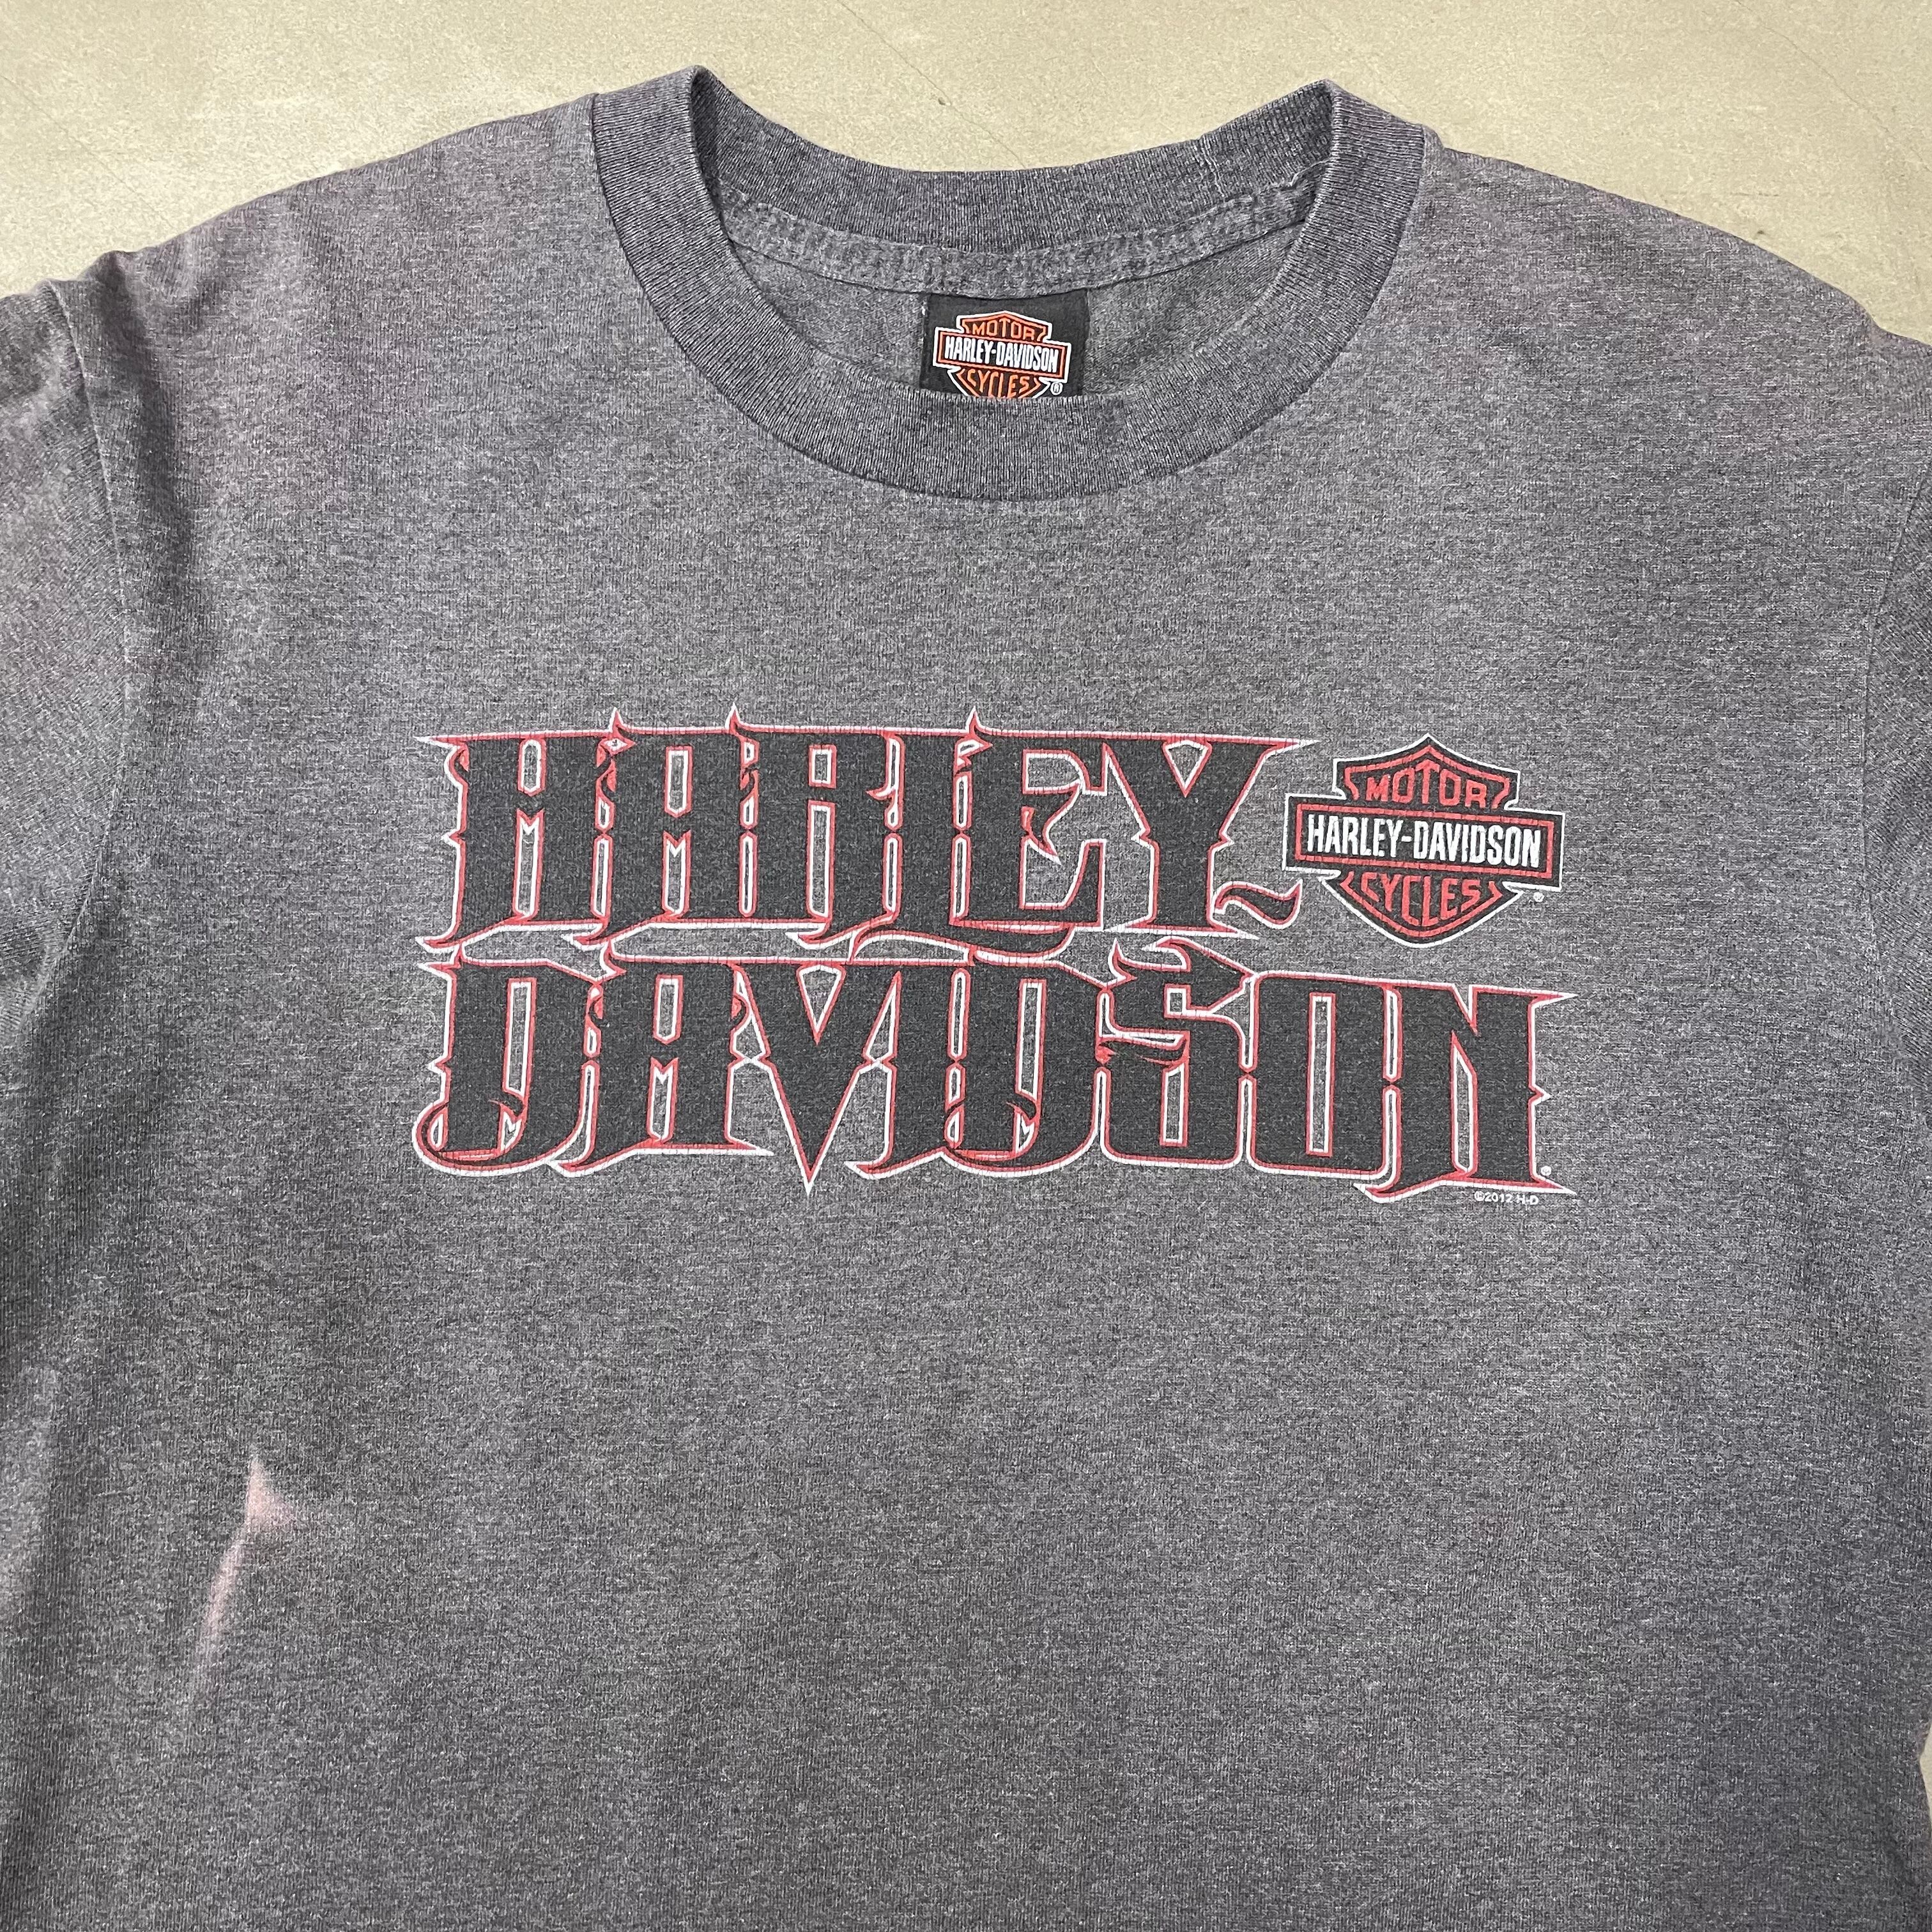 MOTOR
HARLEY-DAVIDSON
CYCLES
®
HARLEY-
DAVIDSON
MOTOR
HARLEY-DAVIDSON
CYCLES
®
©2012 H-D